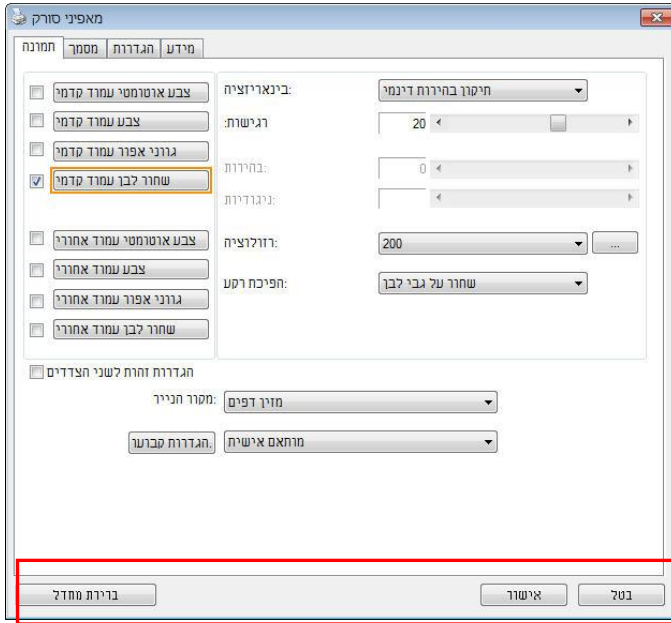 מאפיני סורק
תמונה
מסמך
הגדרות
מידע
צבע אוטומטי עמוד קדמי
צבע עמוד קדמי
גווני אפור עמוד קדמי
שחור לבן עמוד קדמי
צבע אוטומטי עמוד אחורי
צבע עמוד אחורי
גווני אפור עמוד אחורי
שחור לבן עמוד אחורי
בינאריזציה: תיקון בהירות דינמי
רגישות: 20
בהירות: 0
ניגודיות:
רזולוציה: 200 ...
הפיכת רקע: שחור על גבי לבן
הגדרות זהות לשני הצדדים
מקור הנייר: מזין דפים
הגדרות קבוער. מותאם אישית
ברירת מחדל
אישור
בטל